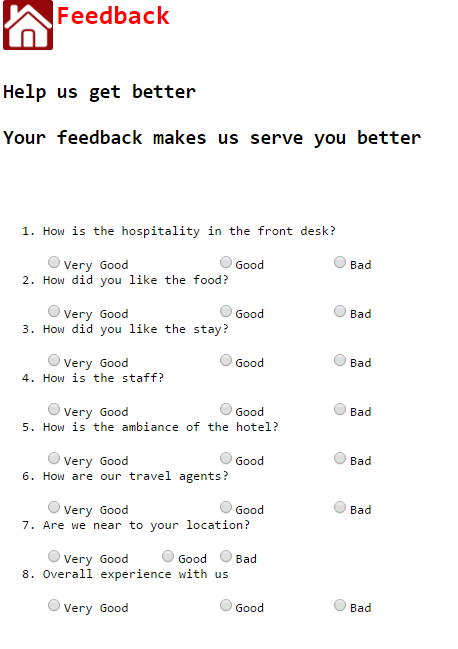 Feedback
Help us get better
Your feedback makes us serve you better
1. How is the hospitality in the front desk?
Very Good Good Bad
2. How did you like the food?
Very Good Good Bad
3. How did you like the stay?
Very Good Good Bad
4. How is the staff?
Very Good Good Bad
5. How is the ambiance of the hotel?
Very Good Good Bad
6. How are our travel agents?
Very Good Good Bad
7. Are we near to your location?
Very Good Good Bad
8. Overall experience with us
Very Good Good Bad